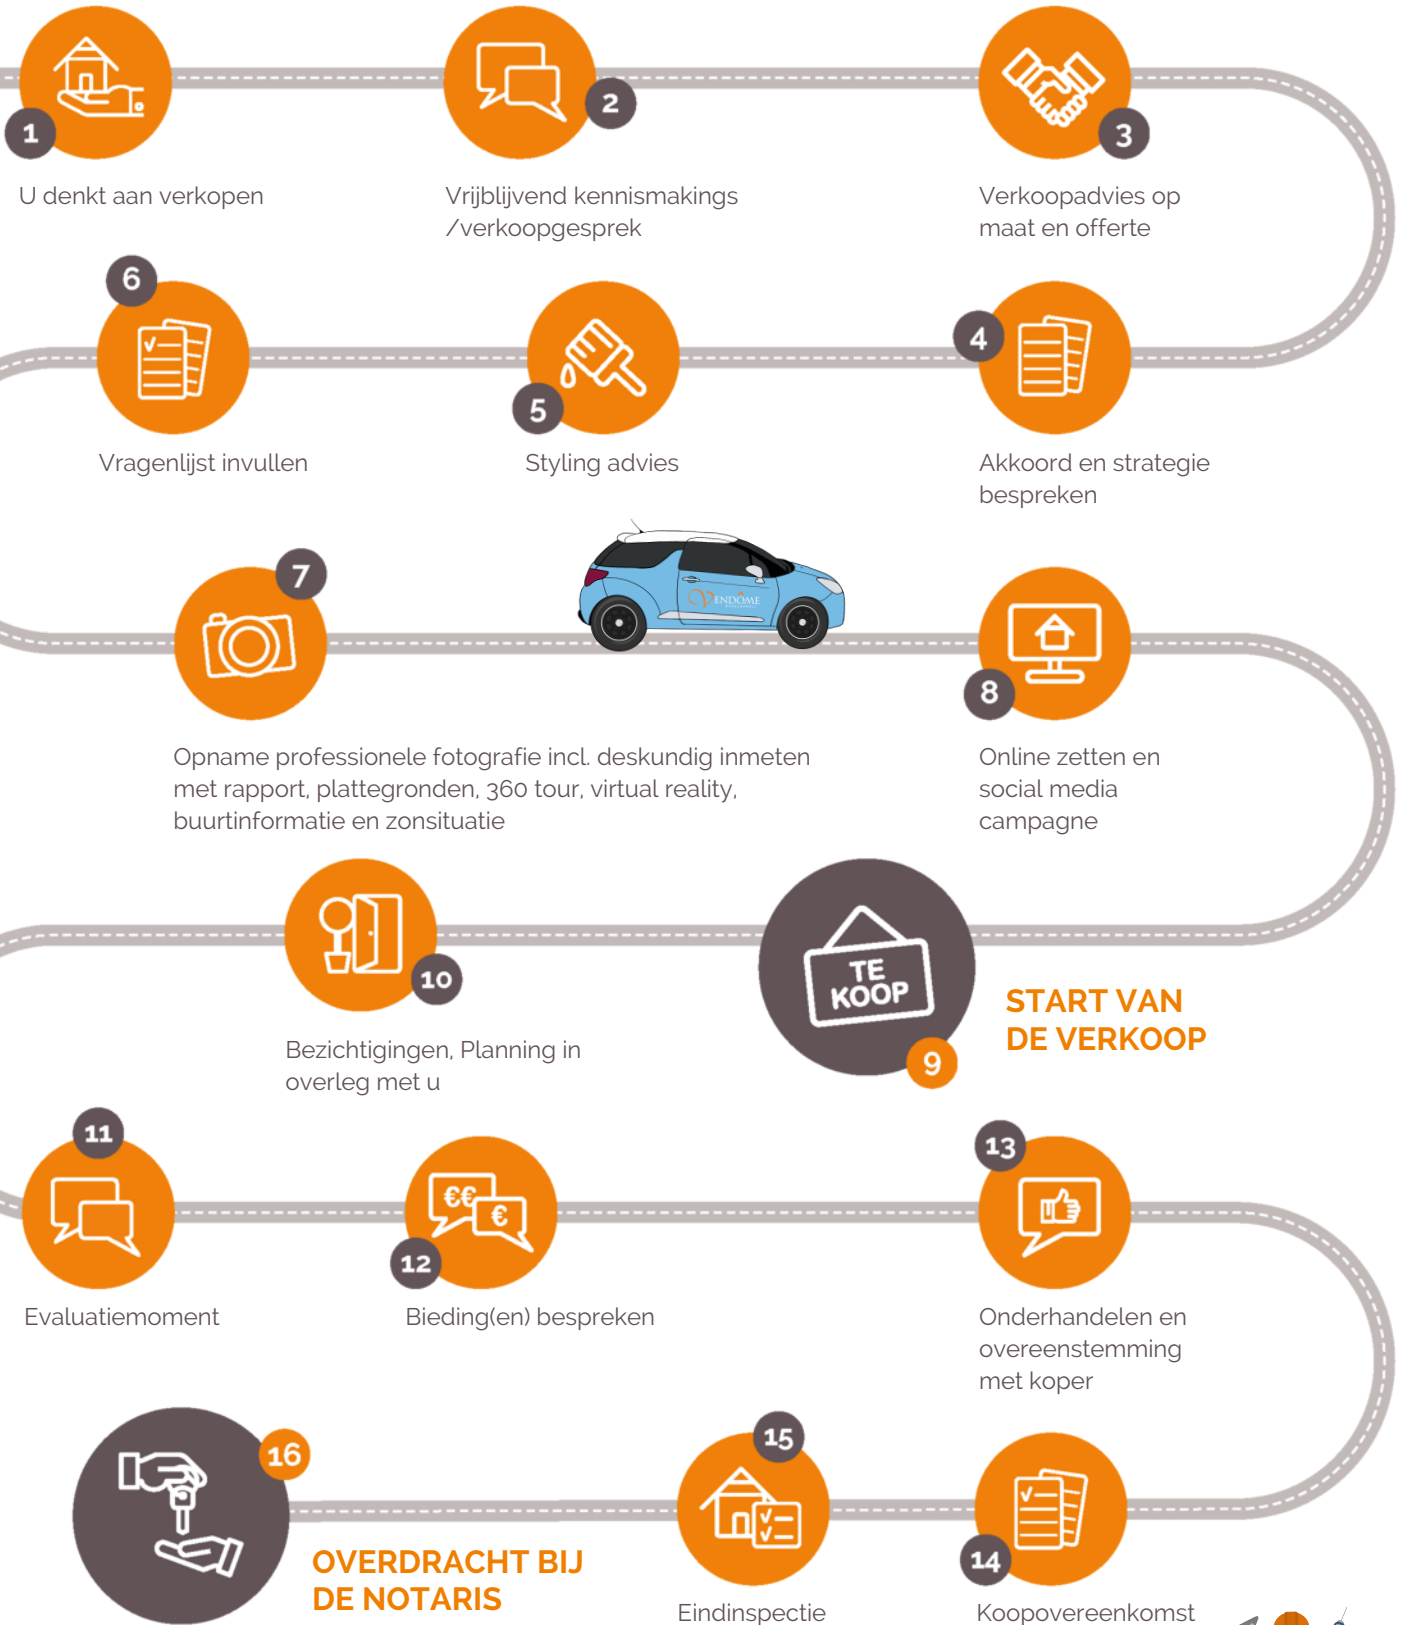 1
U denkt aan verkopen
2
Vrijblijvend kennismakings
/verkoopgesprek
3
Verkoopadvies op
maat en offerte
4
Akkoord en strategie
bespreken
5
Styling advies
6
Vragenlijst invullen
VENDÔME
7
Opname professionele fotografie incl. deskundig inmeten
met rapport, plattegronden, 360 tour, virtual reality,
buurtinformatie en zonsituatie
8
Online zetten en
social media
campagne
TE
KOOP
9
START VAN
DE VERKOOP
10
Bezichtigingen, Planning in
overleg met u
11
Evaluatiemoment
€€
€
12
Bieding(en) bespreken
13
Onderhandelen en
overeenstemming
met koper
14
Koopovereenkomst
15
Eindinspectie
16
OVERDRACHT BIJ
DE NOTARIS